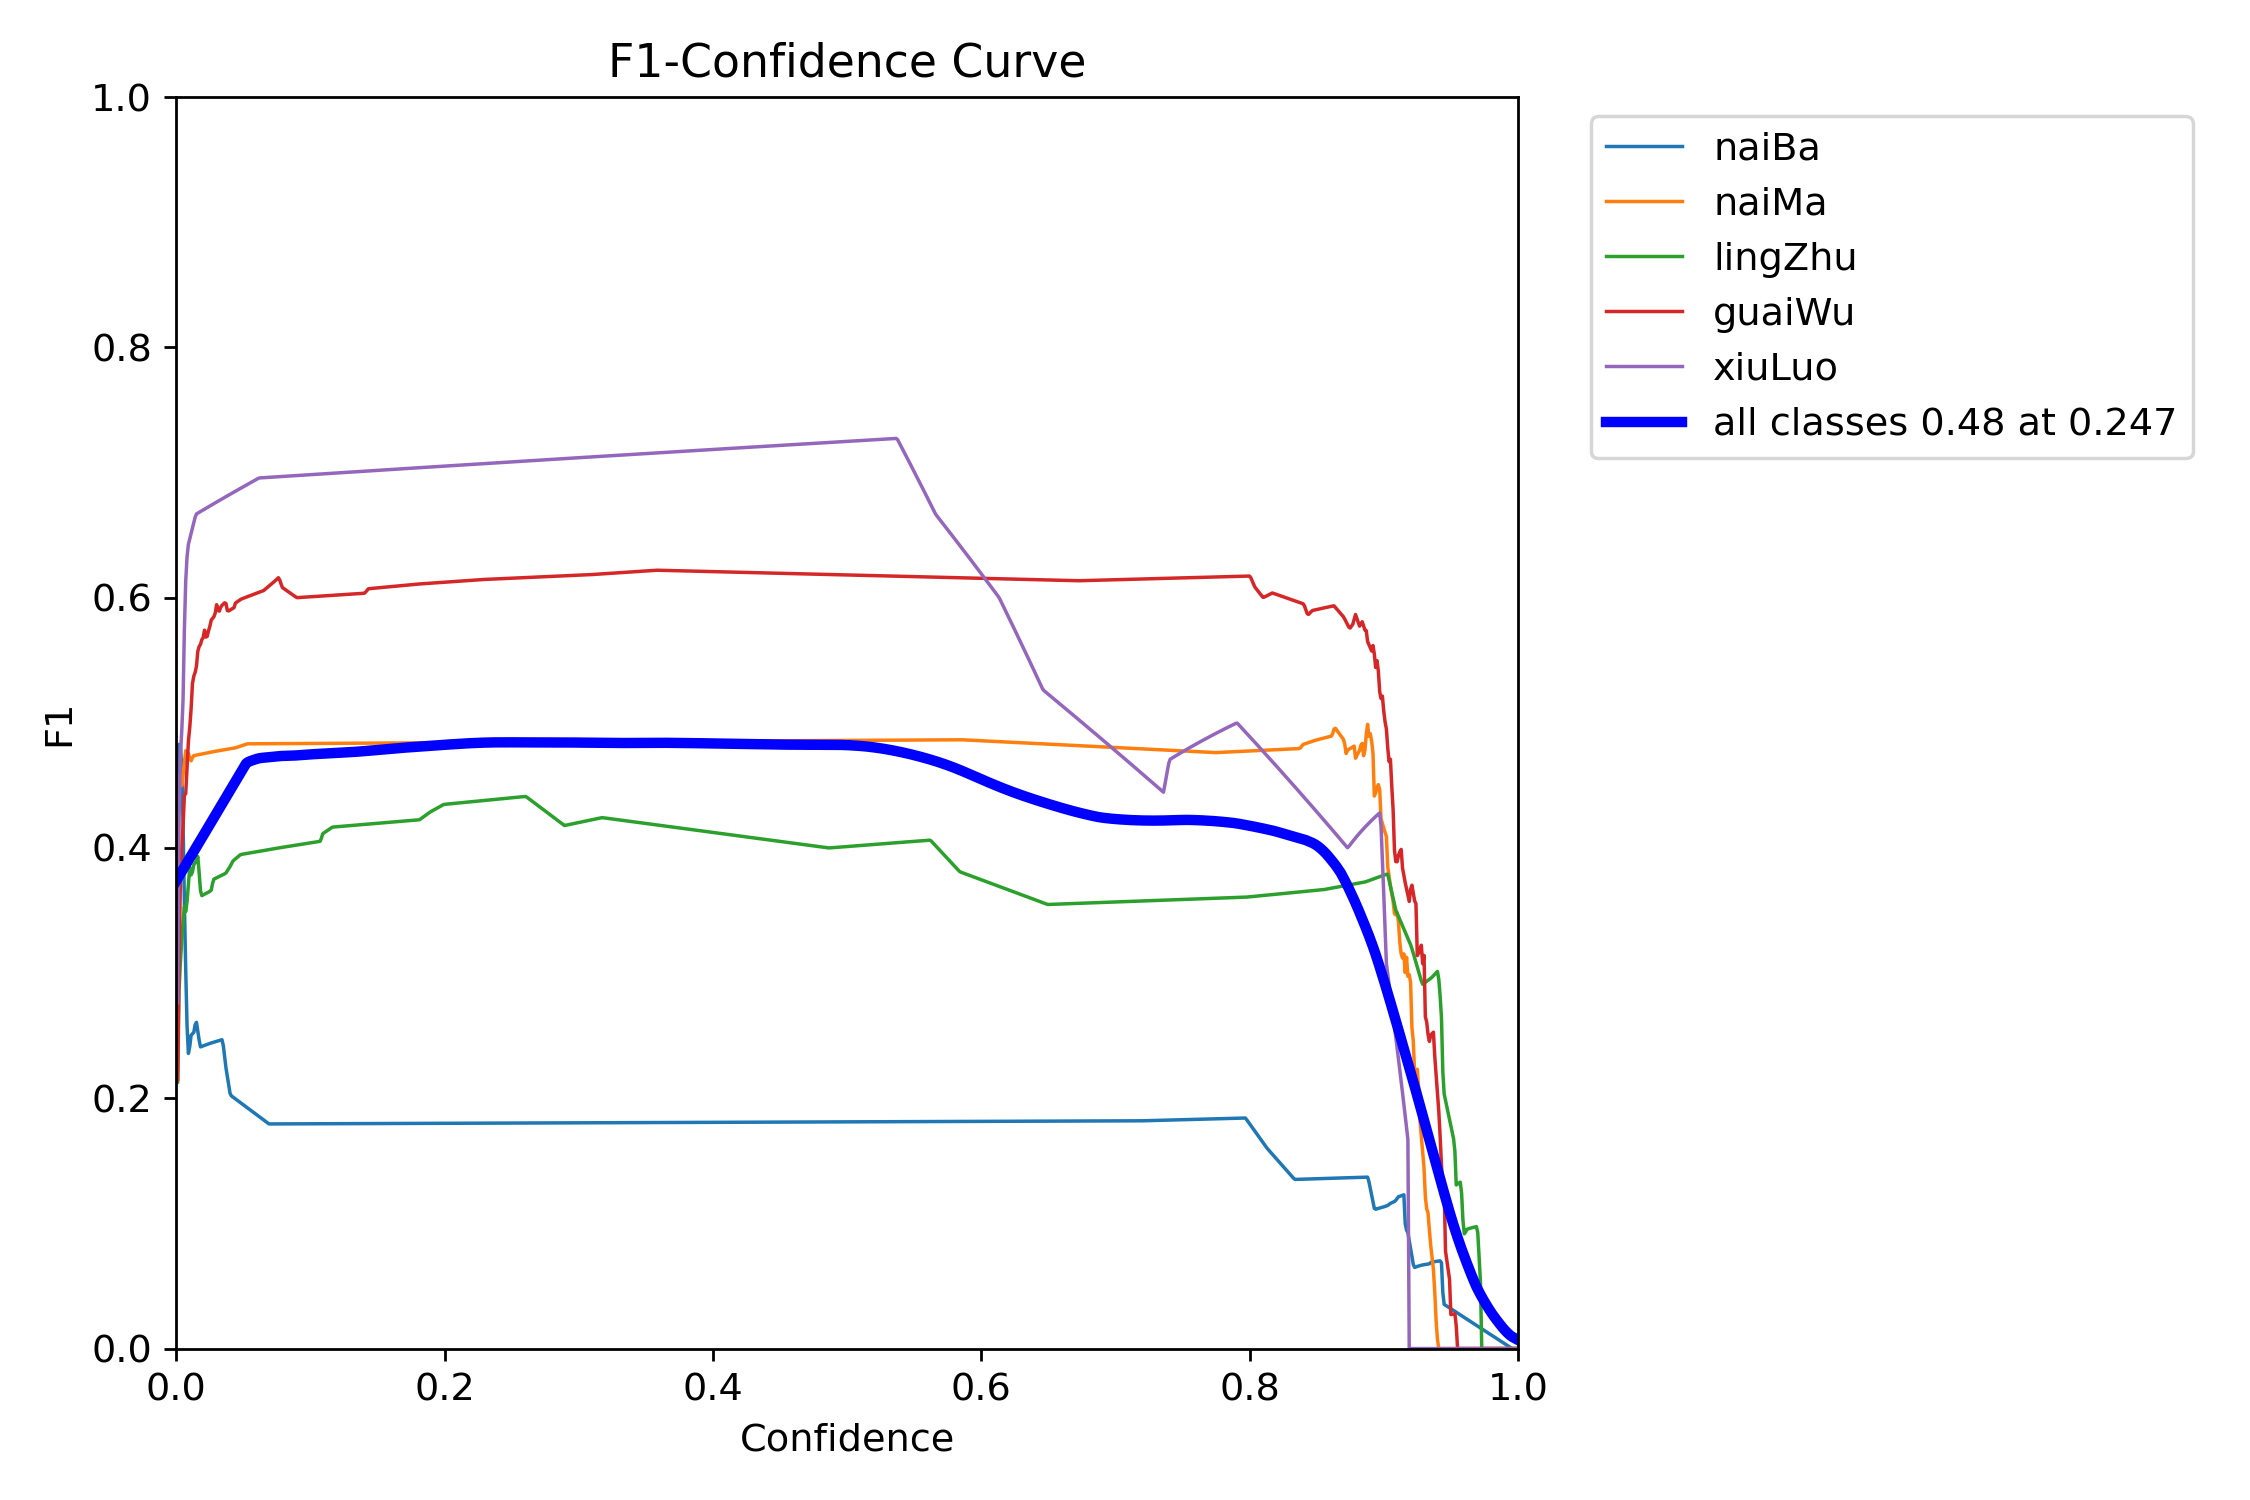 F1-Confidence Curve
1.0
0.8
0.6
0.4
0.2
0.0
F1
0.0 0.2 0.4 0.6 0.8 1.0
Confidence
naiBa
naiMa
lingZhu
guaiWu
xiuLuo
all classes 0.48 at 0.247